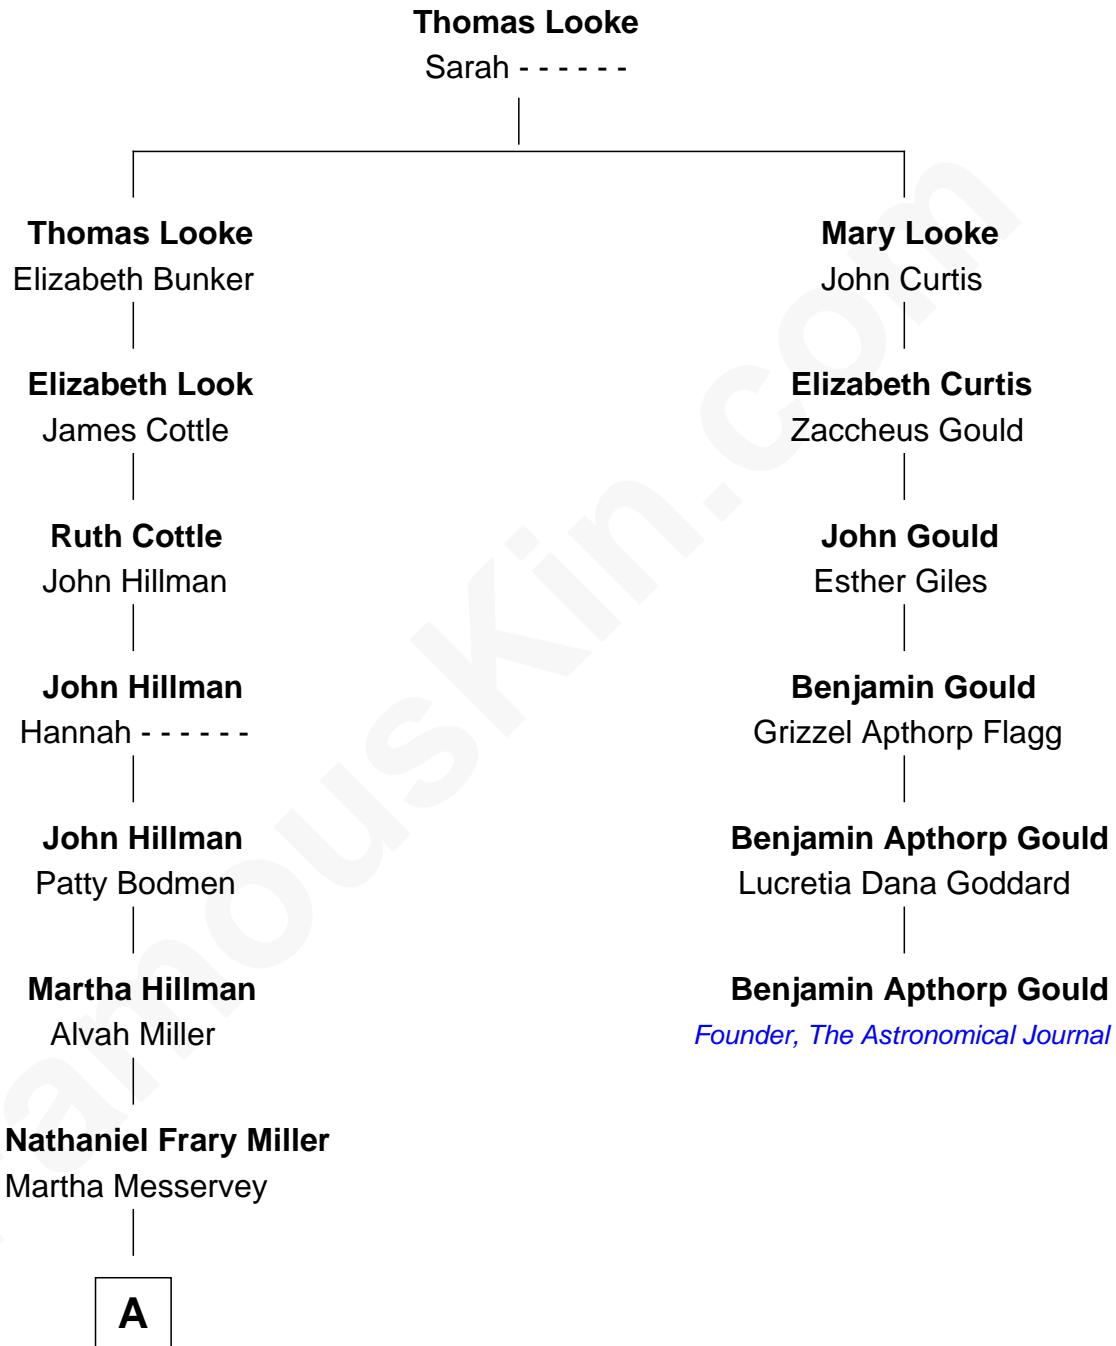 Thomas Looke
Sarah - - - - - -
Thomas Looke
Elizabeth Bunker
Mary Looke
John Curtis
Elizabeth Look
James Cottle
Elizabeth Curtis
Zaccheus Gould
Ruth Cottle
John Hillman
John Gould
Esther Giles
John Hillman
Hannah - - - - - -
Benjamin Gould
Grizzel Apthorp Flagg
John Hillman
Patty Bodmen
Benjamin Apthorp Gould
Lucretia Dana Goddard
Martha Hillman
Alvah Miller
Benjamin Apthorp Gould
Founder, The Astronomical Journal
Nathaniel Frary Miller
Martha Messervey
A
FamousKin.com